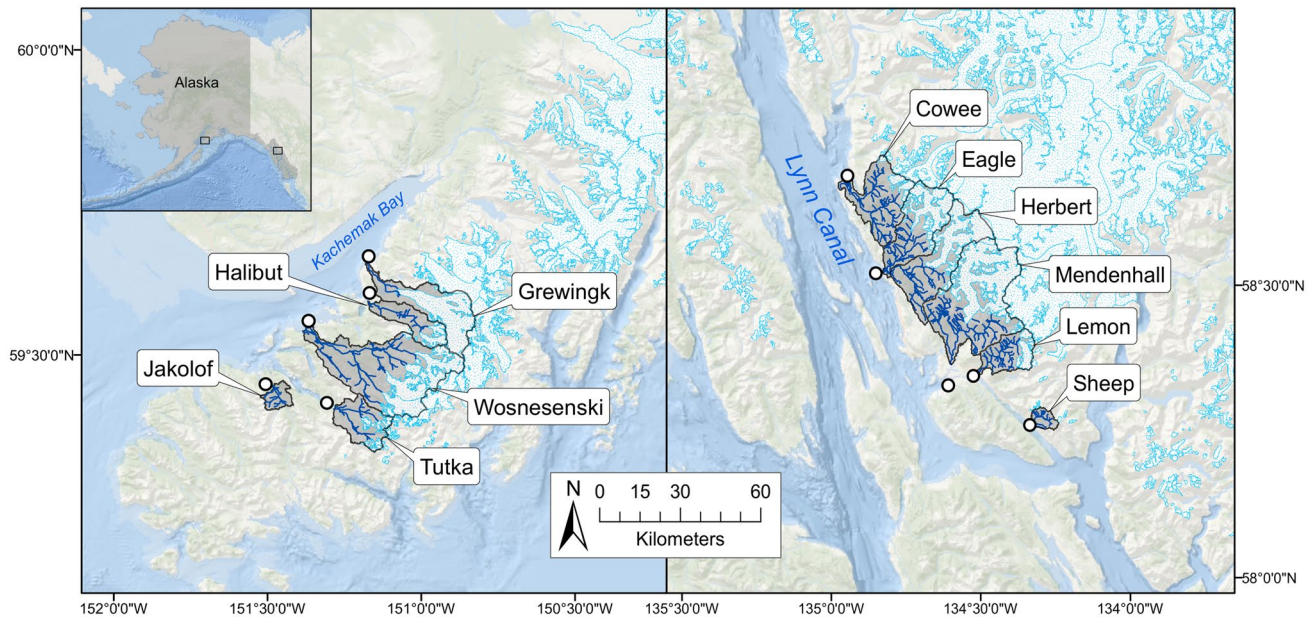 60°0'0"N
59°30'0"N
Alaska
Kachemak Bay
Halibut
Grewingk
Jakolof
Wosnesenski
Tutka
152°0'0"W
151°30'0"W
151°0'0"W
150°30'0"W
Lynn Canal
Cowee
Eagle
Herbert
Mendenhall
Lemon
Sheep
N
0 15 30 60
Kilometers
58°30'0"N
58°0'0"N
135°30'0"W
135°0'0"W
134°30'0"W
134°0'0"W